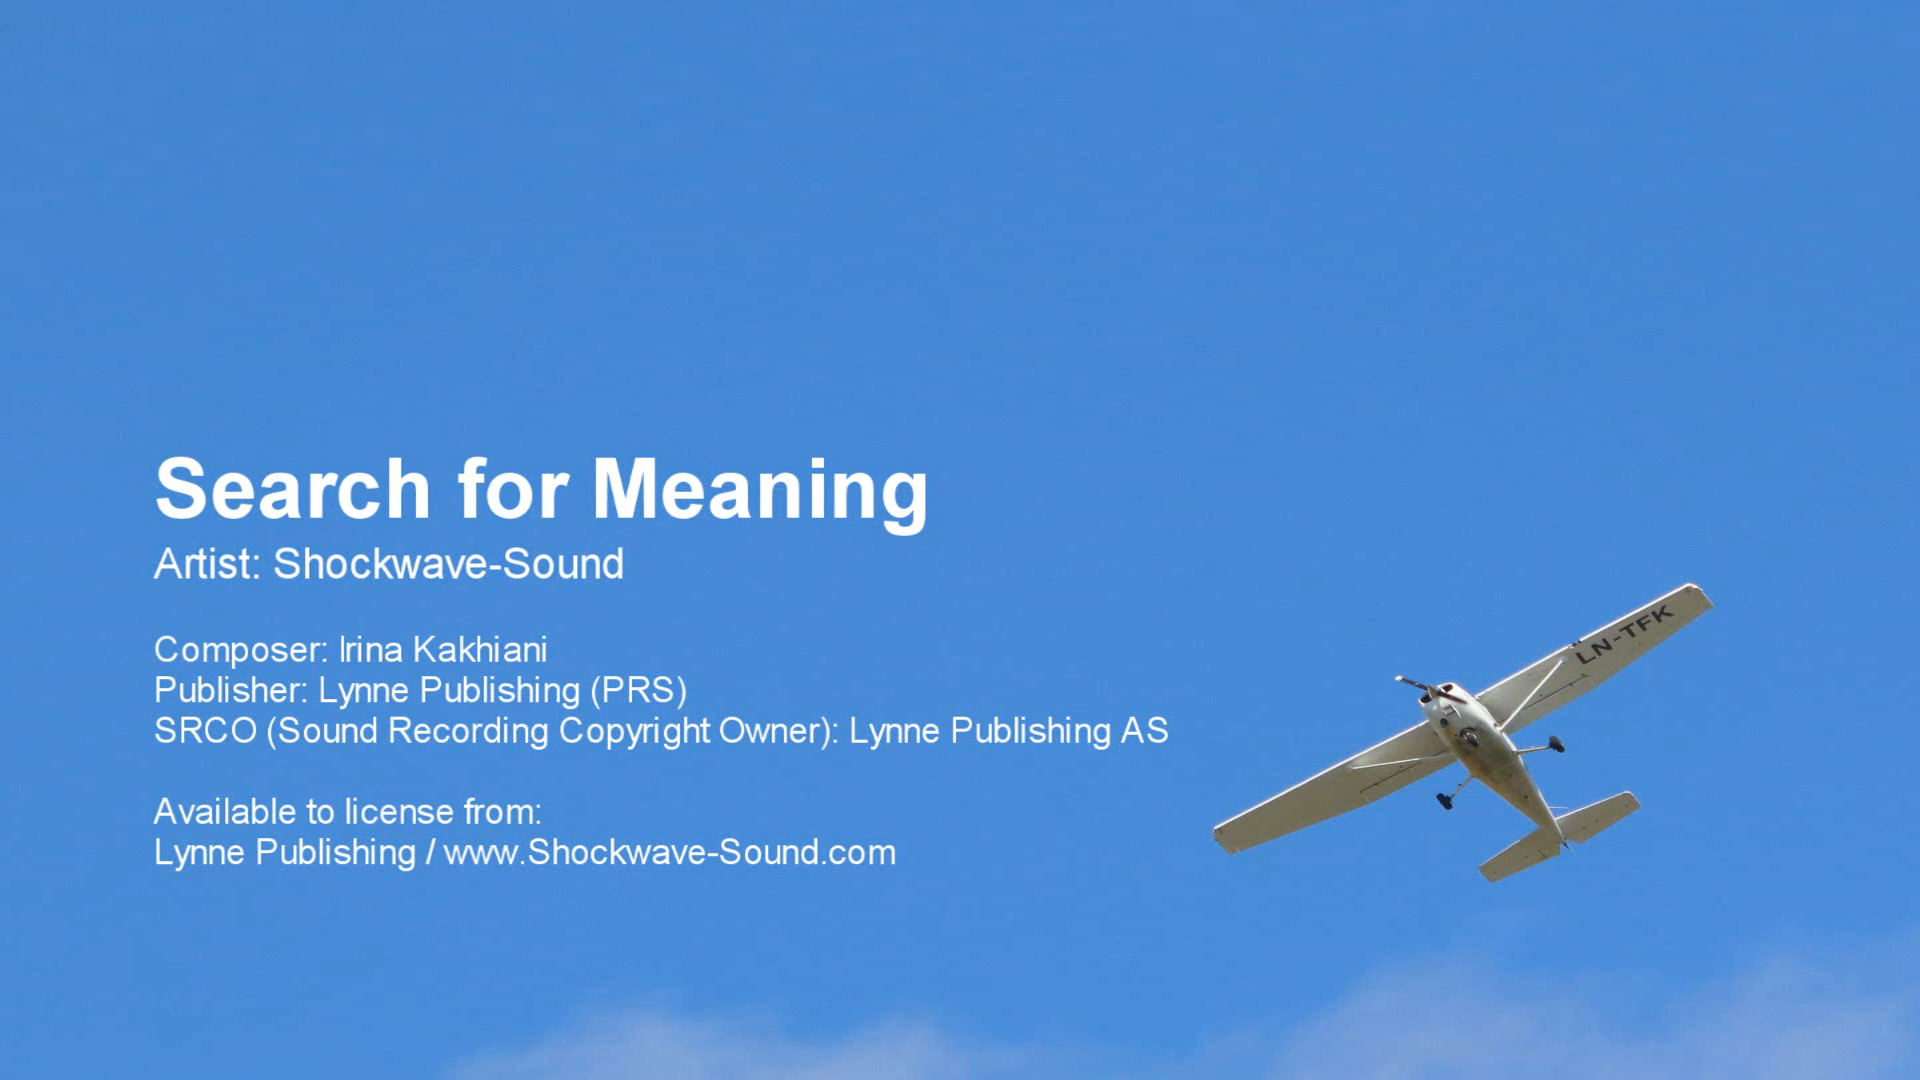 Search for Meaning
Artist: Shockwave-Sound
Composer: Irina Kakhiani
Publisher: Lynne Publishing (PRS)
SRCO (Sound Recording Copyright Owner): Lynne Publishing AS
Available to license from:
Lynne Publishing / www.Shockwave-Sound.com
LN-TFK